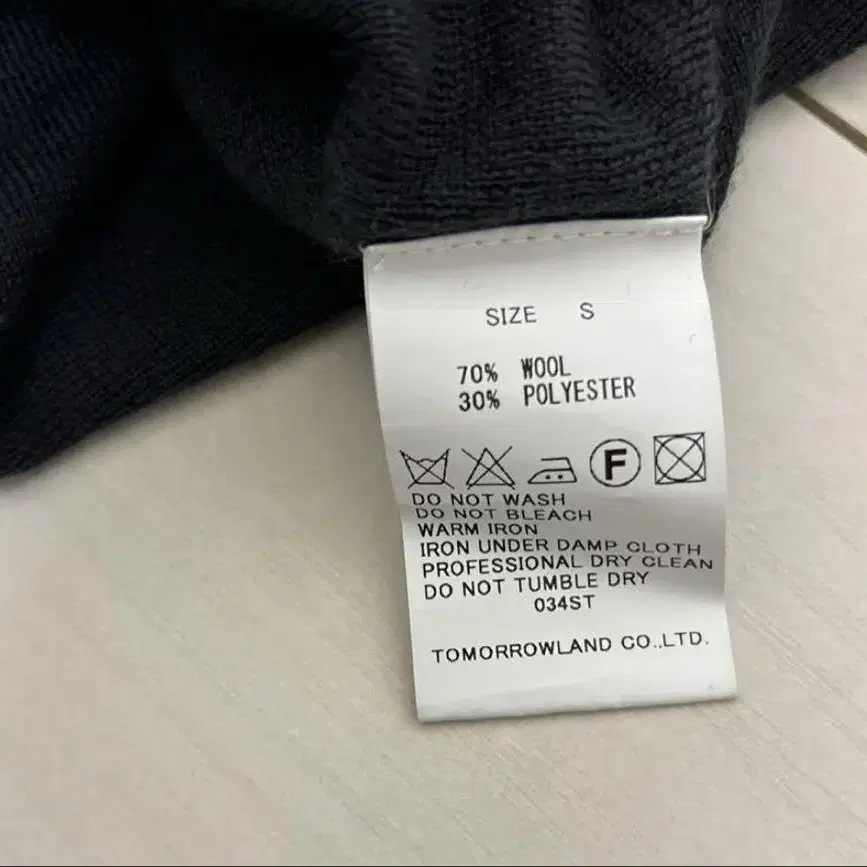 SIZE S
70% WOOL
30% POLYESTER
F
DO NOT WASH
DO NOT BLEACH
WARM IRON
IRON UNDER DAMP CLOTH
PROFESSIONAL DRY CLEAN
DO NOT TUMBLE DRY
034ST
TOMORROWLAND CO.,LTD.